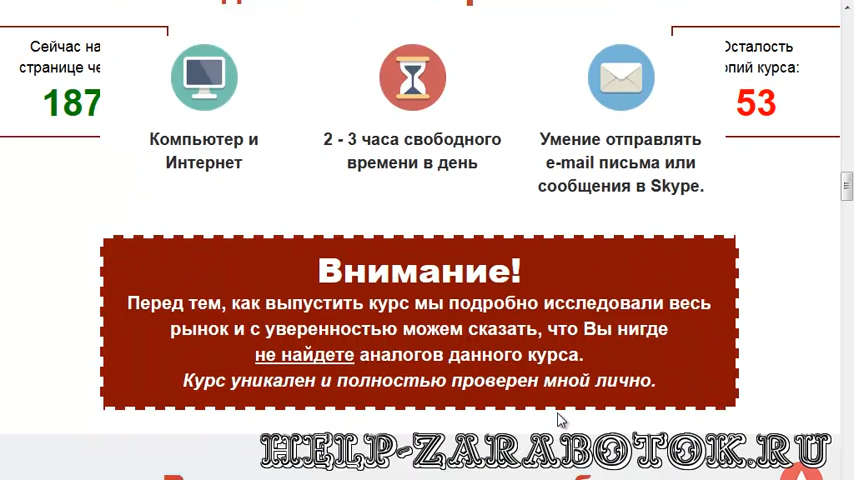 Сейчас на
странице че
187
Осталость
опий курса:
53
Компьютер и
Интернет
2 - 3 часа свободного
времени в день
Умение отправлять
e-mail письма или
сообщения в Skype.
Внимание!
Перед тем, как выпустить курс мы подробно исследовали весь
рынок и с уверенностью можем сказать, что Вы нигде
не найдете аналогов данного курса.
Курс уникален и полностью проверен мной лично.
HELP-ZARABOTOK.RU